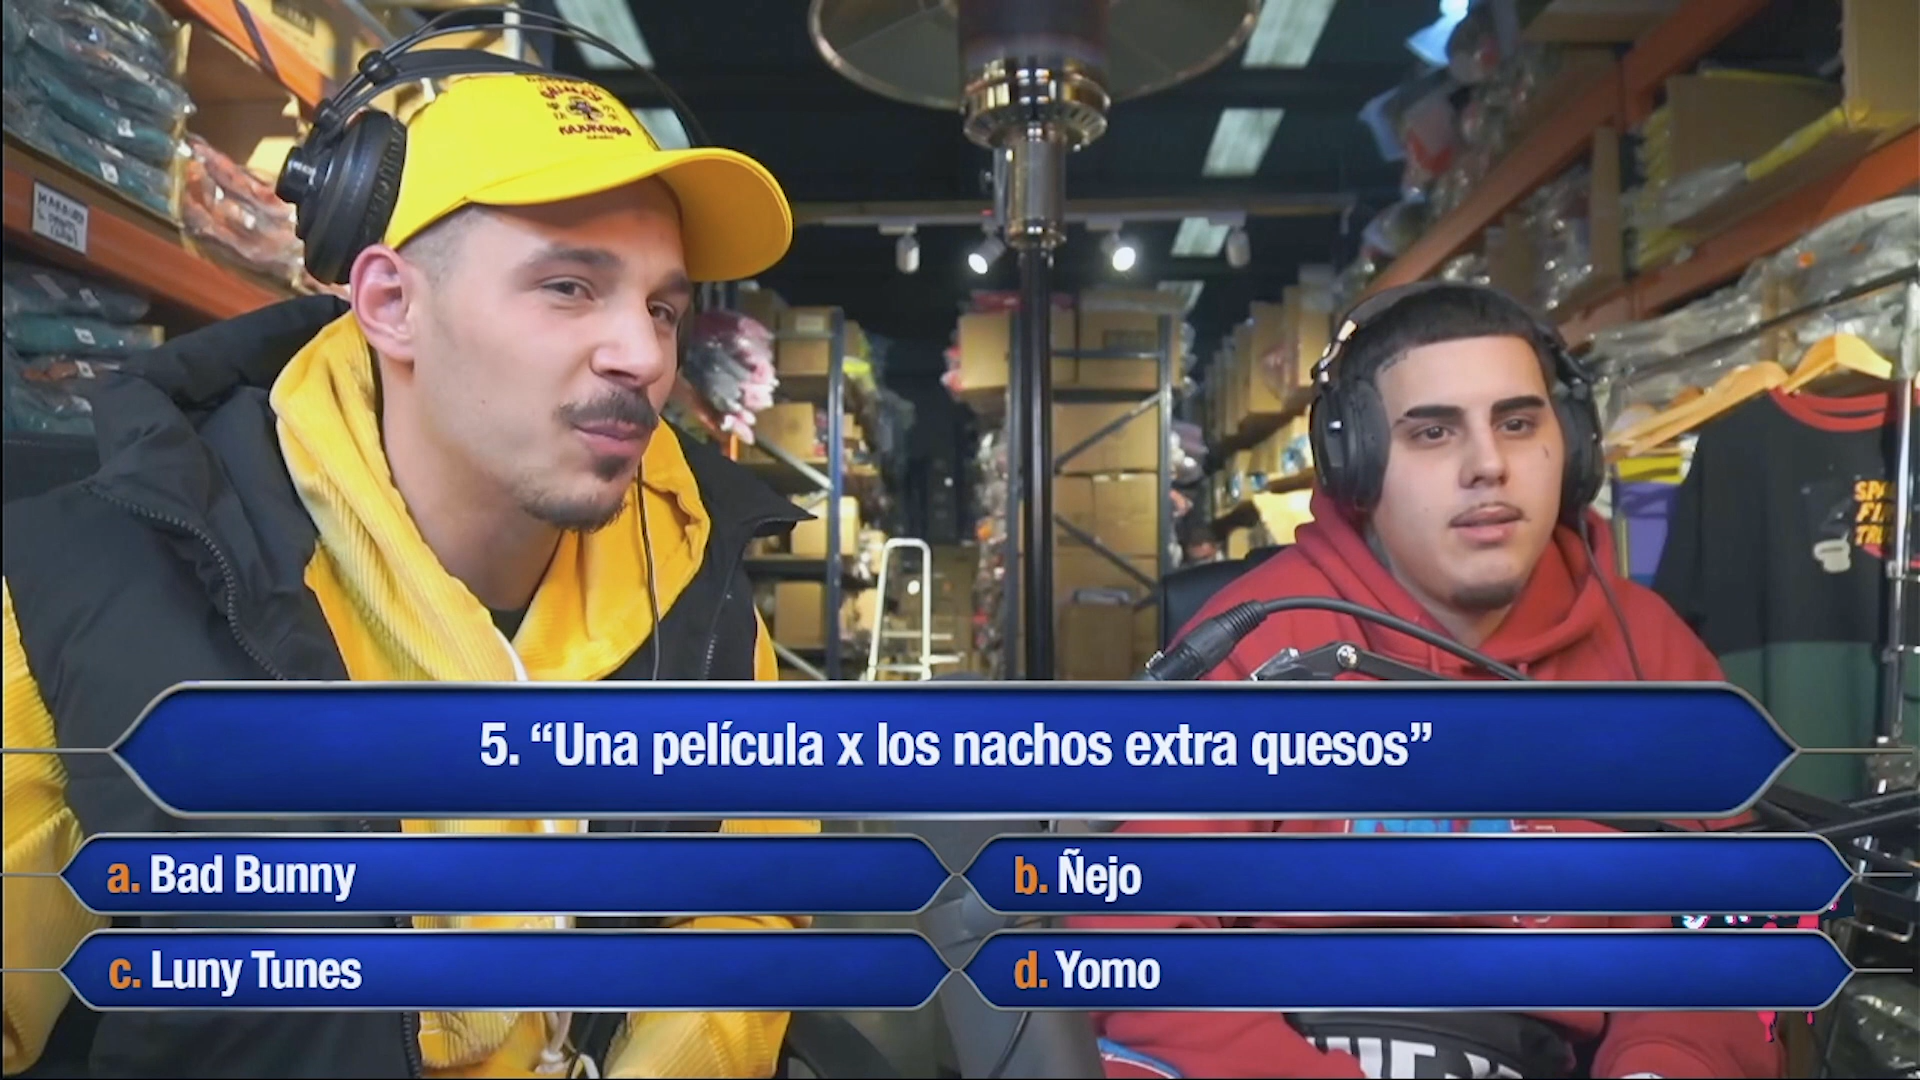 5. “Una película x los nachos extra quesos”
a. Bad Bunny
b. Ñejo
c. Luny Tunes
d. Yomo